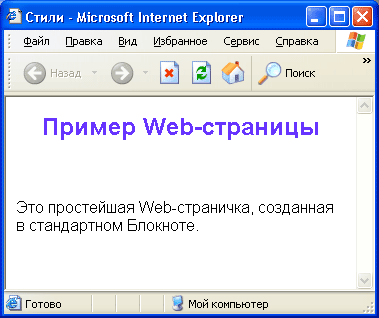 Стили - Microsoft Internet Explorer
Файл Правка Вид Избранное Сервис Справка
Назад Поиск
Пример Web-страницы
Это простейшая Web-страничка, созданная
в стандартном Блокноте.
Готово Мой компьютер